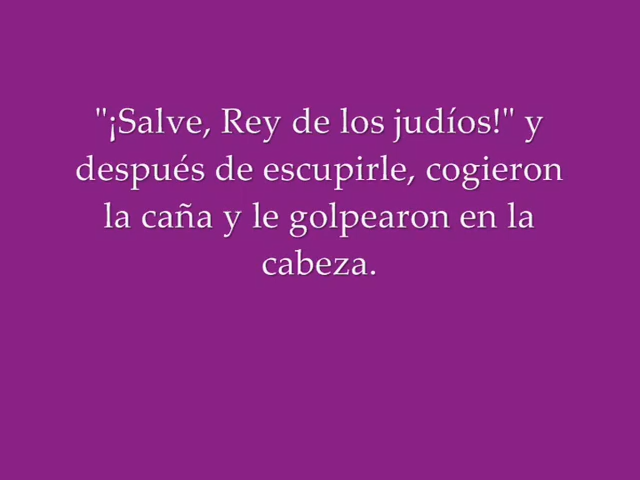 "¡Salve, Rey de los judíos!" y
después de escupirle, cogieron
la caña y le golpearon en la
cabeza.